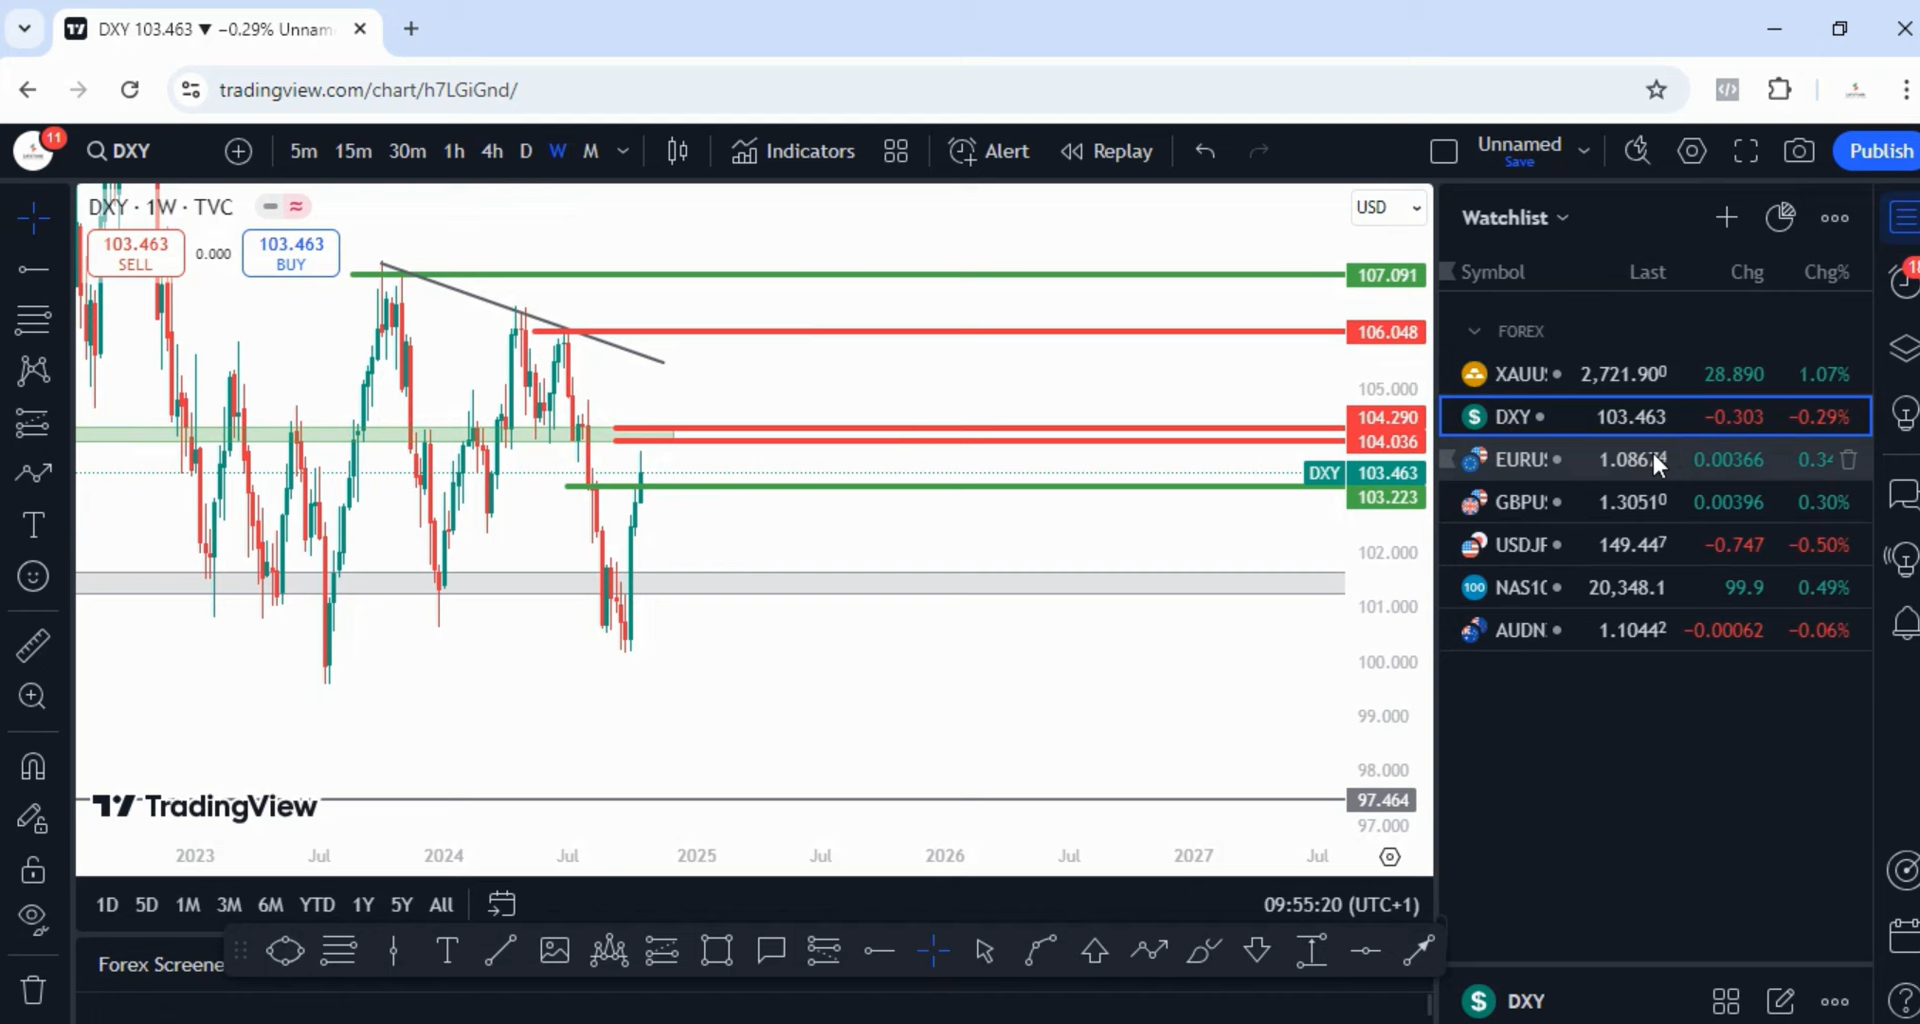 DXY 103.463 ▼ −0.29% Unnam
tradingview.com/chart/h7LGiGnd/
11
DXY
5m 15m 30m 1h 4h D W M
Indicators
Alert
Replay
Unnamed
Save
Publish
DXY · 1W · TVC
USD
103.463
SELL
0.000
103.463
BUY
107.091
106.048
105.000
104.290
104.036
DXY 103.463
103.223
102.000
101.000
100.000
99.000
98.000
97.464
97.000
TradingView
2023 Jul 2024 Jul 2025 Jul 2026 Jul 2027 Jul
1D 5D 1M 3M 6M YTD 1Y 5Y All
09:55:20 (UTC+1)
Forex Screene
Watchlist
Symbol Last Chg Chg%
FOREX
XAUU 2,721.900 28.890 1.07%
DXY 103.463 −0.303 −0.29%
EURU 1.0867 0.00366 0.34
100
GBPU 1.30510 0.00396 0.30%
USDJ 149.447 −0.747 −0.50%
NAS1 20,348.1 99.9 0.49%
AUDN 1.10442 −0.00062 −0.06%
DXY